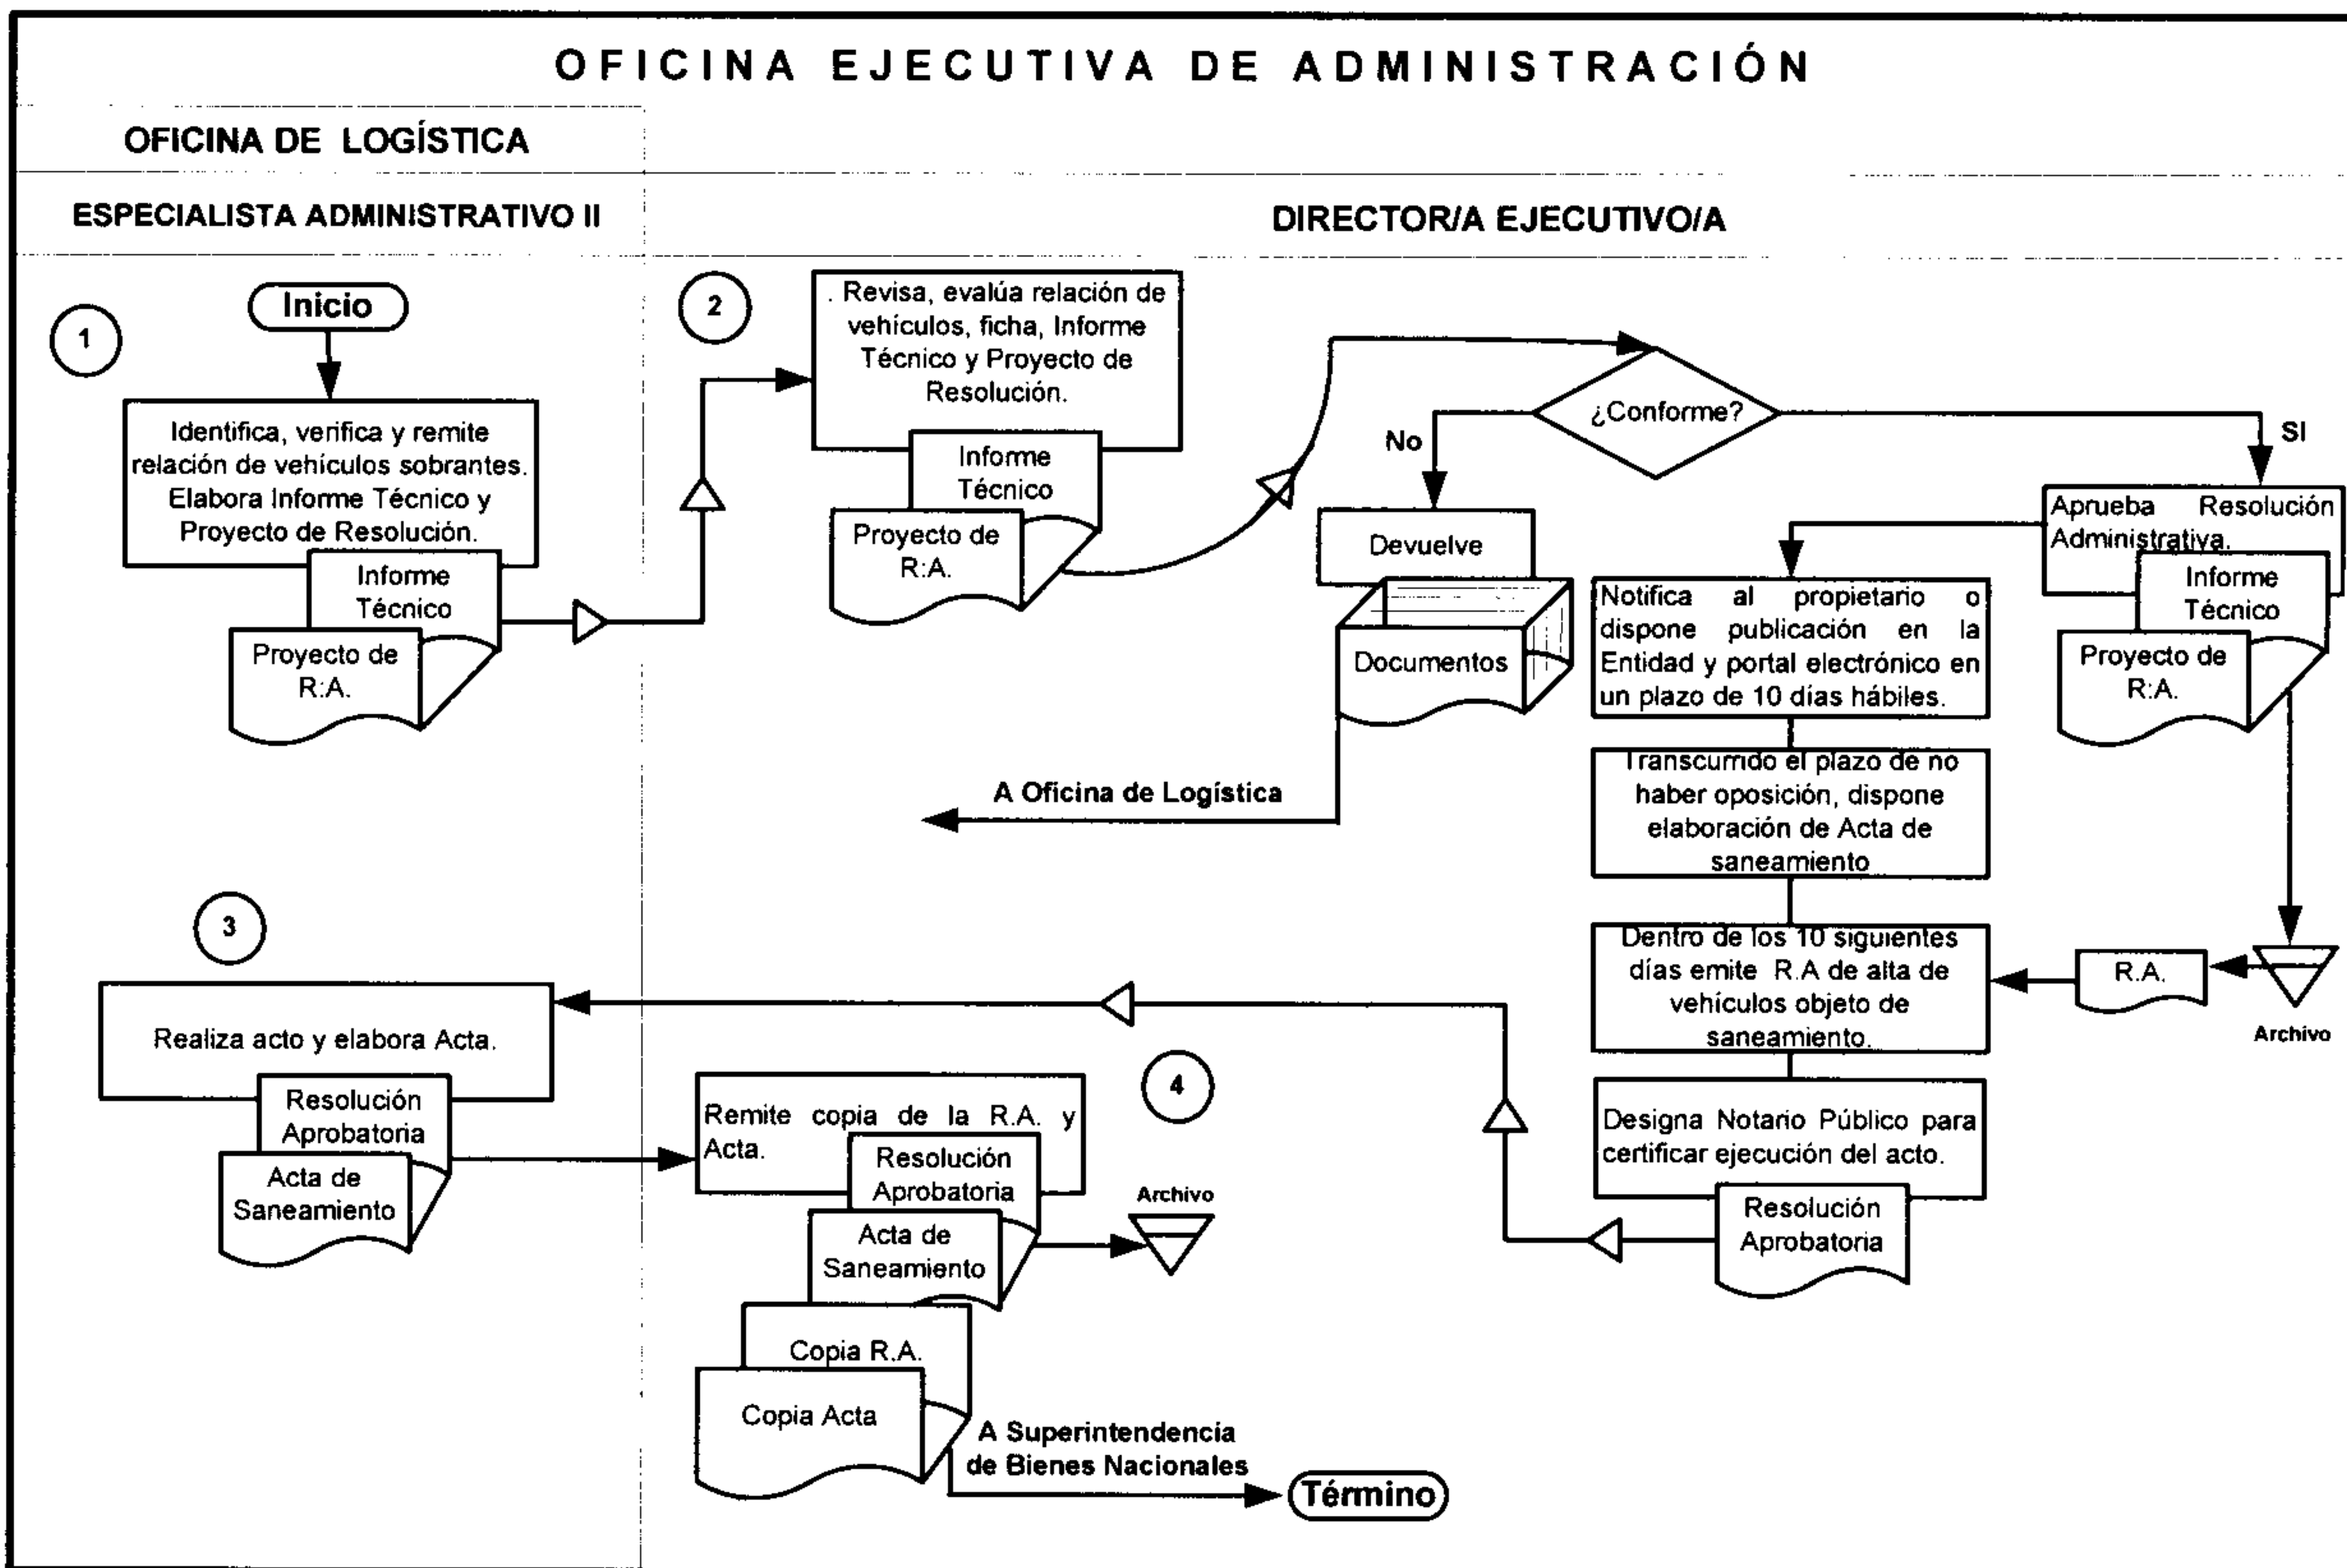 OFICINA EJECUTIVA DE ADMINISTRACIÓN
OFICINA DE LOGÍSTICA
ESPECIALISTA ADMINISTRATIVO II
DIRECTOR/A EJECUTIVO/A
1
Inicio
Identifica, verifica y remite
relación de vehículos sobrantes.
Elabora Informe Técnico y
Proyecto de Resolución.
Informe
Técnico
Proyecto de
R:A.
2
. Revisa, evalúa relación de
vehículos, ficha, Informe
Técnico y Proyecto de
Resolución.
Informe
Técnico
Proyecto de
R:A.
¿Conforme?
No
SI
Devuelve
Documentos
A Oficina de Logística
Aprueba Resolución
Administrativa.
Informe
Técnico
Proyecto de
R:A.
Notifica al propietario o
dispone publicación en la
Entidad y portal electrónico en
un plazo de 10 días hábiles.
Transcurrido el plazo de no
haber oposición, dispone
elaboración de Acta de
saneamiento
Dentro de los 10 siguientes
días emite R.A de alta de
vehículos objeto de
saneamiento.
R.A.
Archivo
Designa Notario Público para
certificar ejecución del acto.
Resolución
Aprobatoria
3
Realiza acto y elabora Acta.
Resolución
Aprobatoria
Acta de
Saneamiento
4
Remite copia de la R.A. y
Acta.
Resolución
Aprobatoria
Acta de
Saneamiento
Archivo
Copia R.A.
Copia Acta
A Superintendencia
de Bienes Nacionales
Término